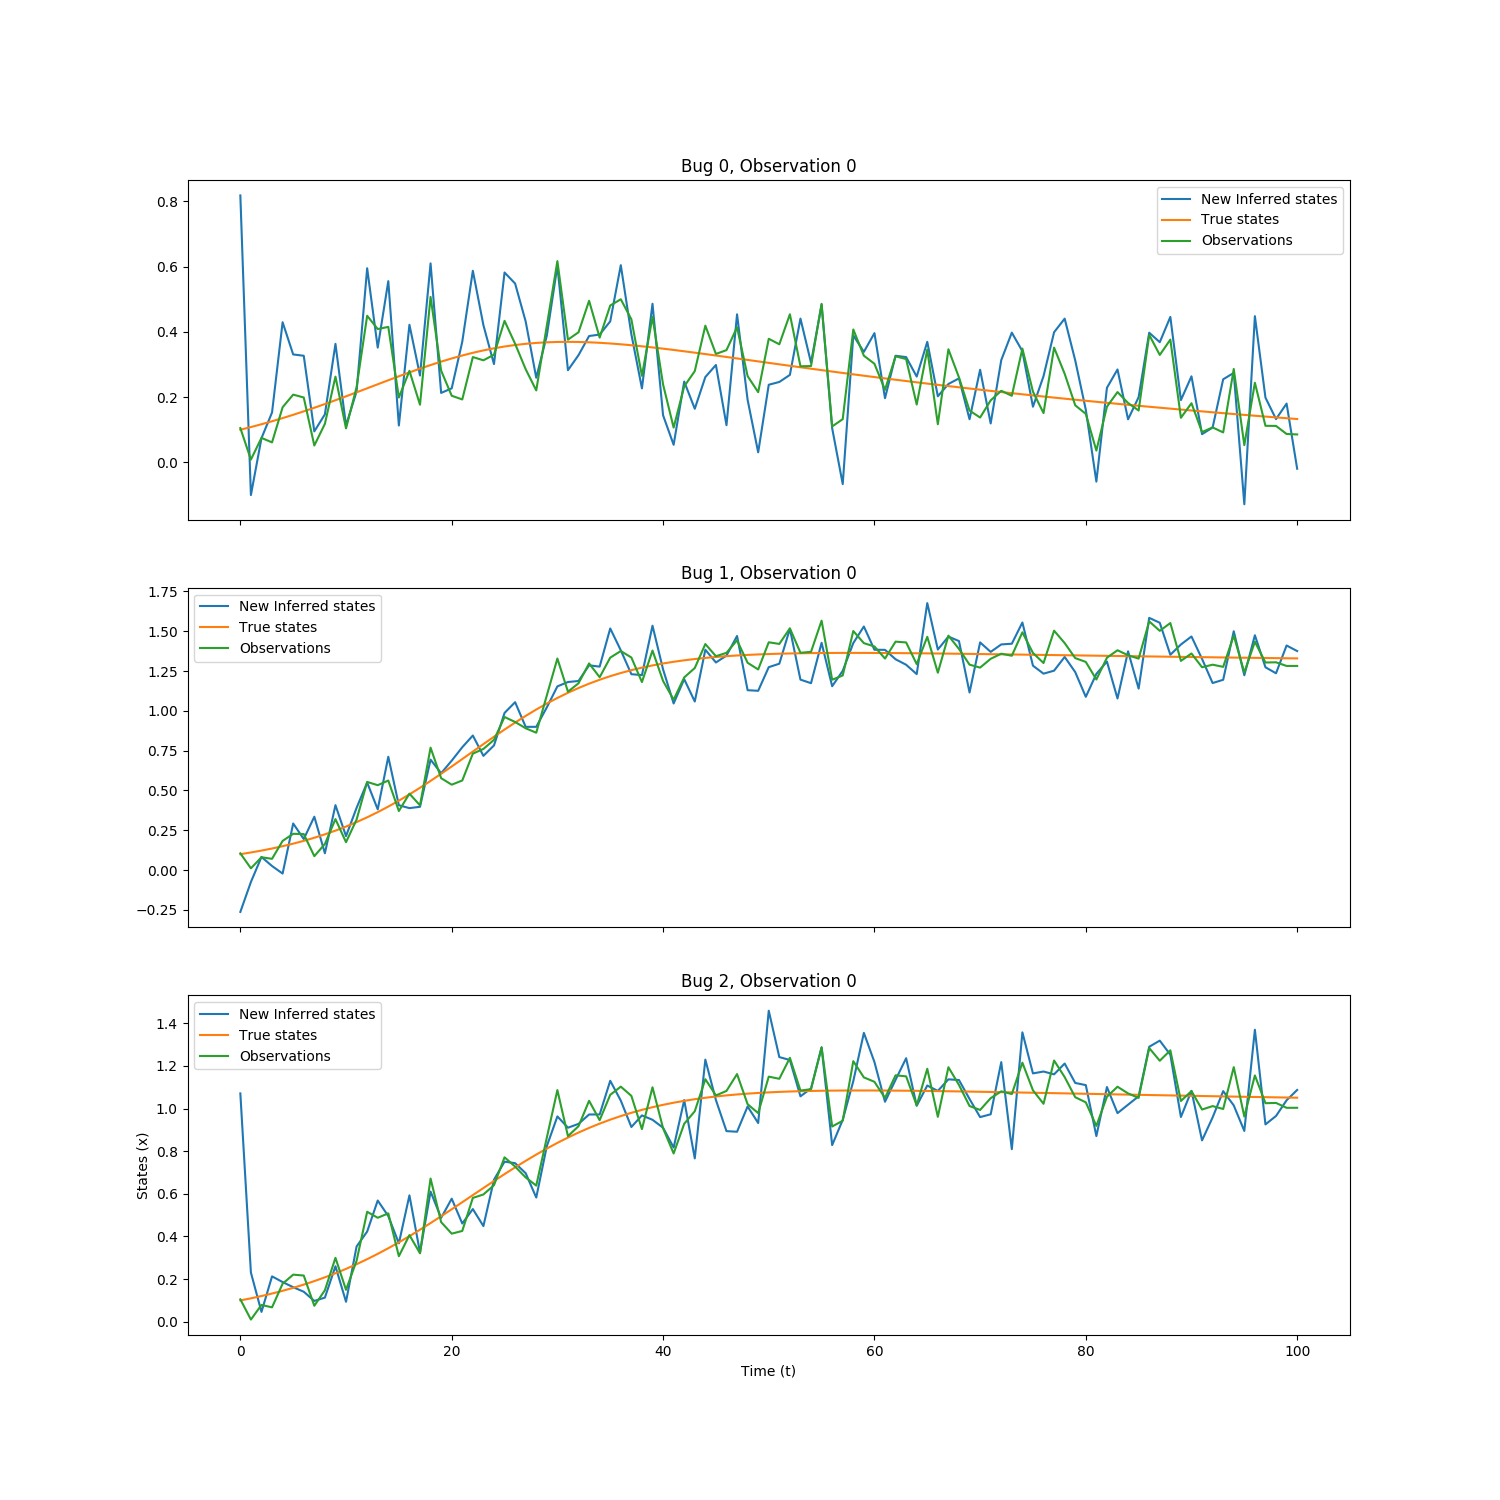 Bug 0, Observation 0
New Inferred states
True states
Observations
0.8
0.6
0.4
0.2
0.0
Bug 1, Observation 0
New Inferred states
True states
Observations
1.75
1.50
1.25
1.00
0.75
0.50
0.25
0.00
−0.25
Bug 2, Observation 0
New Inferred states
True states
Observations
1.4
1.2
1.0
0.8
0.6
0.4
0.2
0.0
States (x)
0 20 40 60 80 100
Time (t)